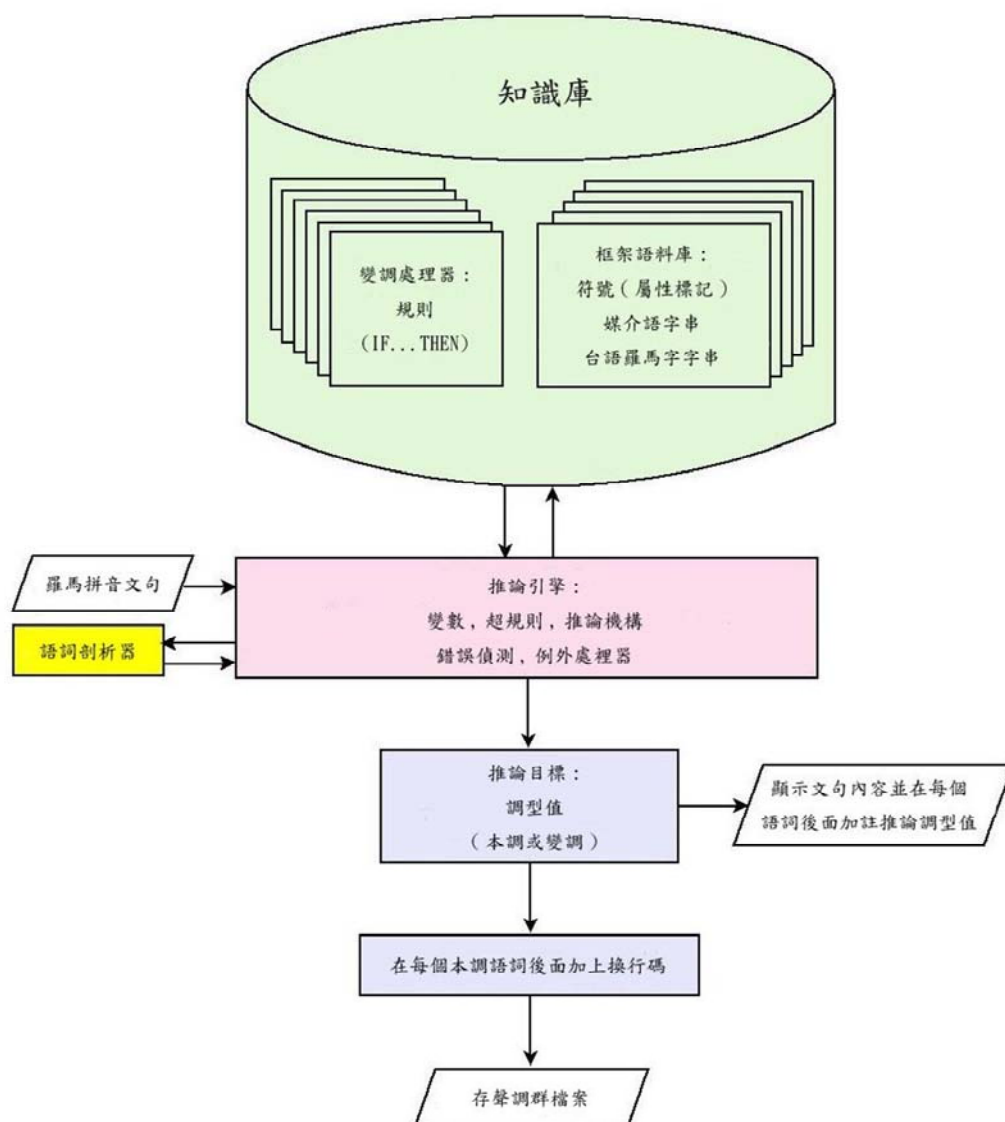 知識庫
變調處理器：
規則
(IF...THEN)
框架語料庫：
符號（屬性標記）
媒介語字串
台語羅馬字字串
羅馬拼音文句
語詞剖析器
推論引擎：
變數，超規則，推論機構
錯誤偵測，例外處裡器
推論目標：
調型值
（本調或變調）
顯示文句內容並在每個
語詞後面加註推論調型值
在每個本調語詞後面加上換行碼
存聲調群檔案